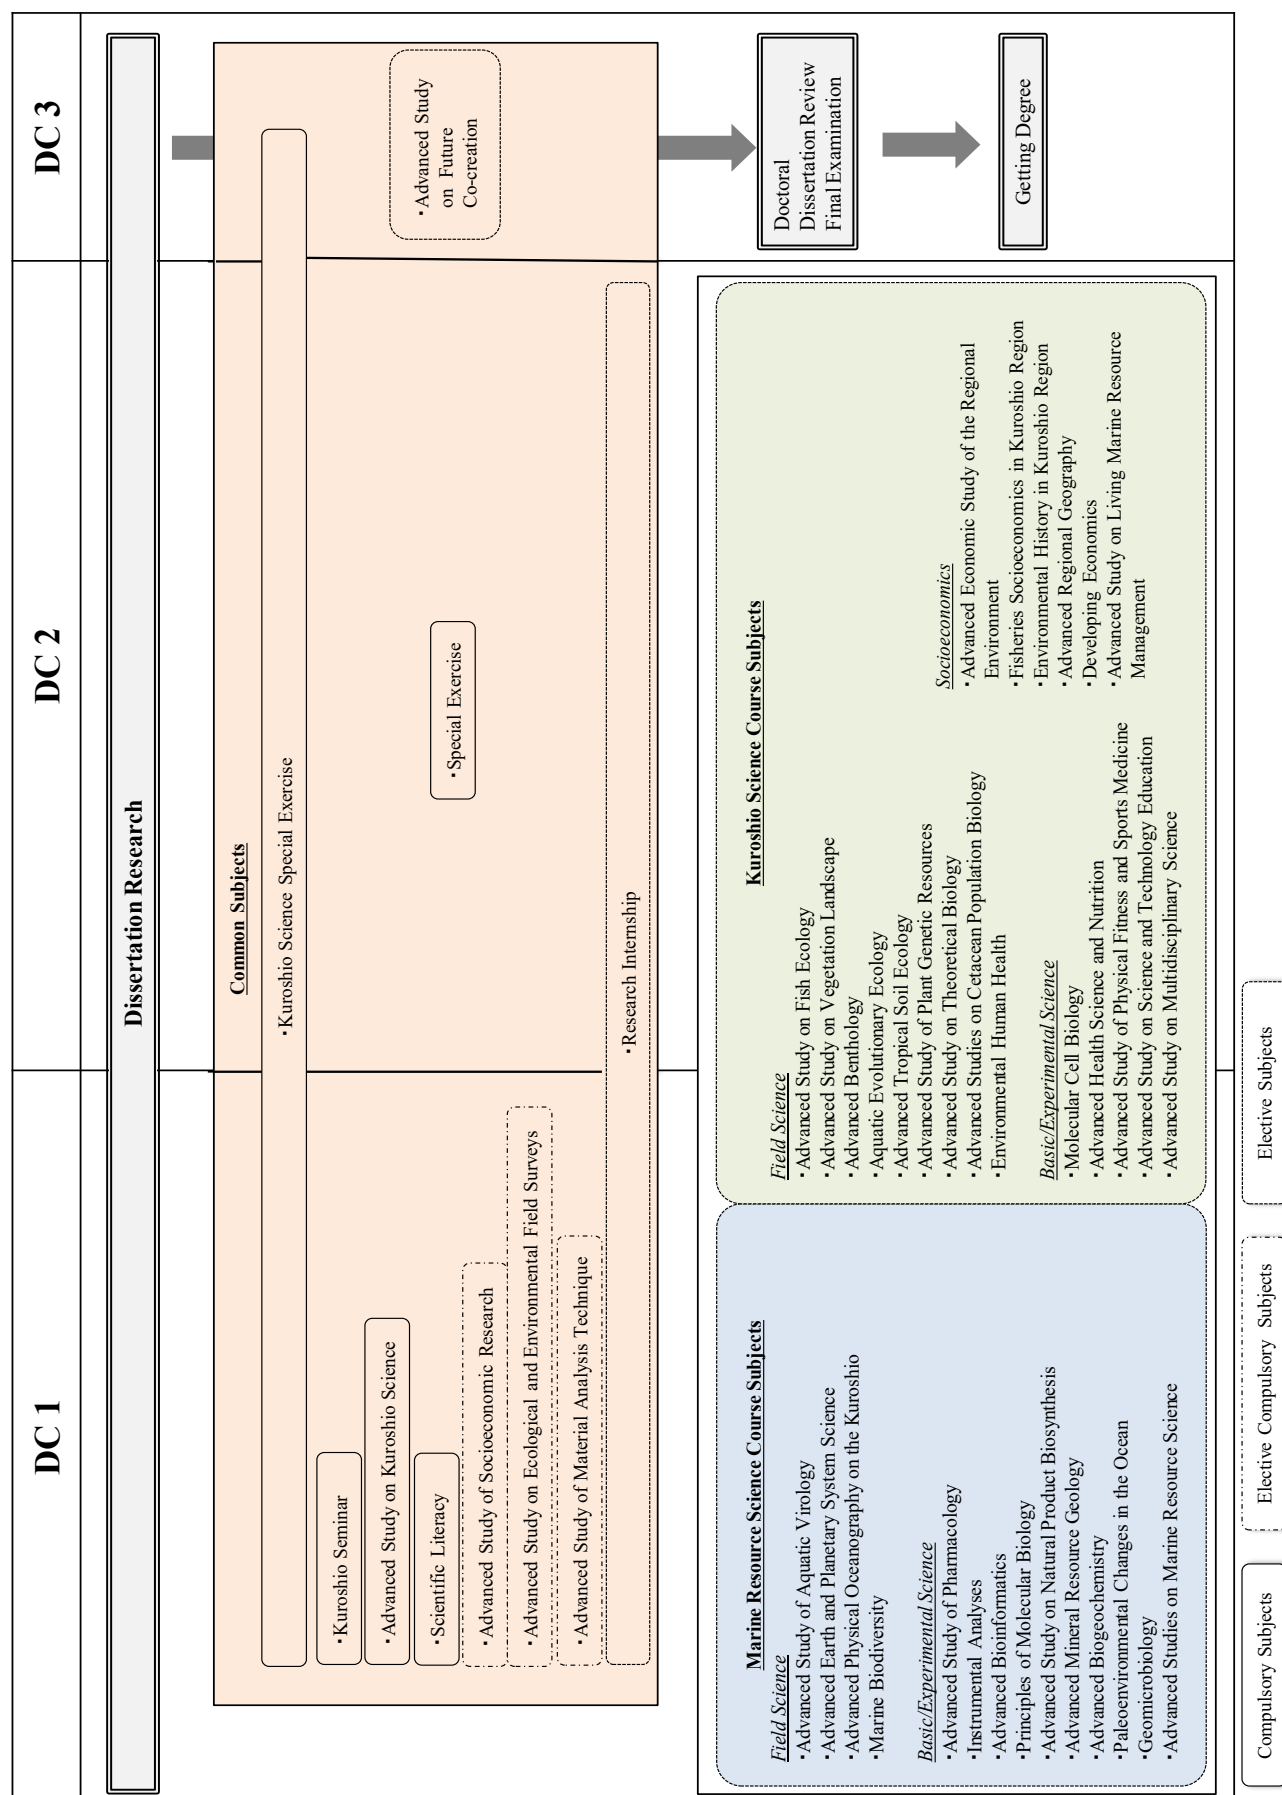 DC 1
DC 2
DC 3
Dissertation Research
Common Subjects
・Kuroshio Science Special Exercise
・Kuroshio Seminar
・Advanced Study on Kuroshio Science
・Scientific Literacy
・Advanced Study of Socioeconomic Research
・Advanced Study on Ecological and Environmental Field Surveys
・Advanced Study of Material Analysis Technique
・Special Exercise
・Research Internship
・Advanced Study
on Future
Co-creation
Doctoral
Dissertation Review
Final Examination
Getting Degree
Marine Resource Science Course Subjects
Field Science
・Advanced Study of Aquatic Virology
・Advanced Earth and Planetary System Science
・Advanced Physical Oceanography on the Kuroshio
・Marine Biodiversity
Basic/Experimental Science
・Advanced Study of Pharmacology
・Instrumental Analyses
・Advanced Bioinformatics
・Principles of Molecular Biology
・Advanced Study on Natural Product Biosynthesis
・Advanced Mineral Resource Geology
・Advanced Biogeochemistry
・Paleoenvironmental Changes in the Ocean
・Geomicrobiology
・Advanced Studies on Marine Resource Science
Kuroshio Science Course Subjects
Field Science
・Advanced Study on Fish Ecology
・Advanced Study on Vegetation Landscape
・Advanced Benthology
・Aquatic Evolutionary Ecology
・Advanced Tropical Soil Ecology
・Advanced Study of Plant Genetic Resources
・Advanced Study on Theoretical Biology
・Advanced Studies on Cetacean Population Biology
・Environmental Human Health
Basic/Experimental Science
・Molecular Cell Biology
・Advanced Health Science and Nutrition
・Advanced Study of Physical Fitness and Sports Medicine
・Advanced Study on Science and Technology Education
・Advanced Study on Multidisciplinary Science
Socioeconomics
・Advanced Economic Study of the Regional
Environment
・Fisheries Socioeconomics in Kuroshio Region
・Environmental History in Kuroshio Region
・Advanced Regional Geography
・Developing Economics
・Advanced Study on Living Marine Resource
Management
Compulsory Subjects
Elective Compulsory Subjects
Elective Subjects